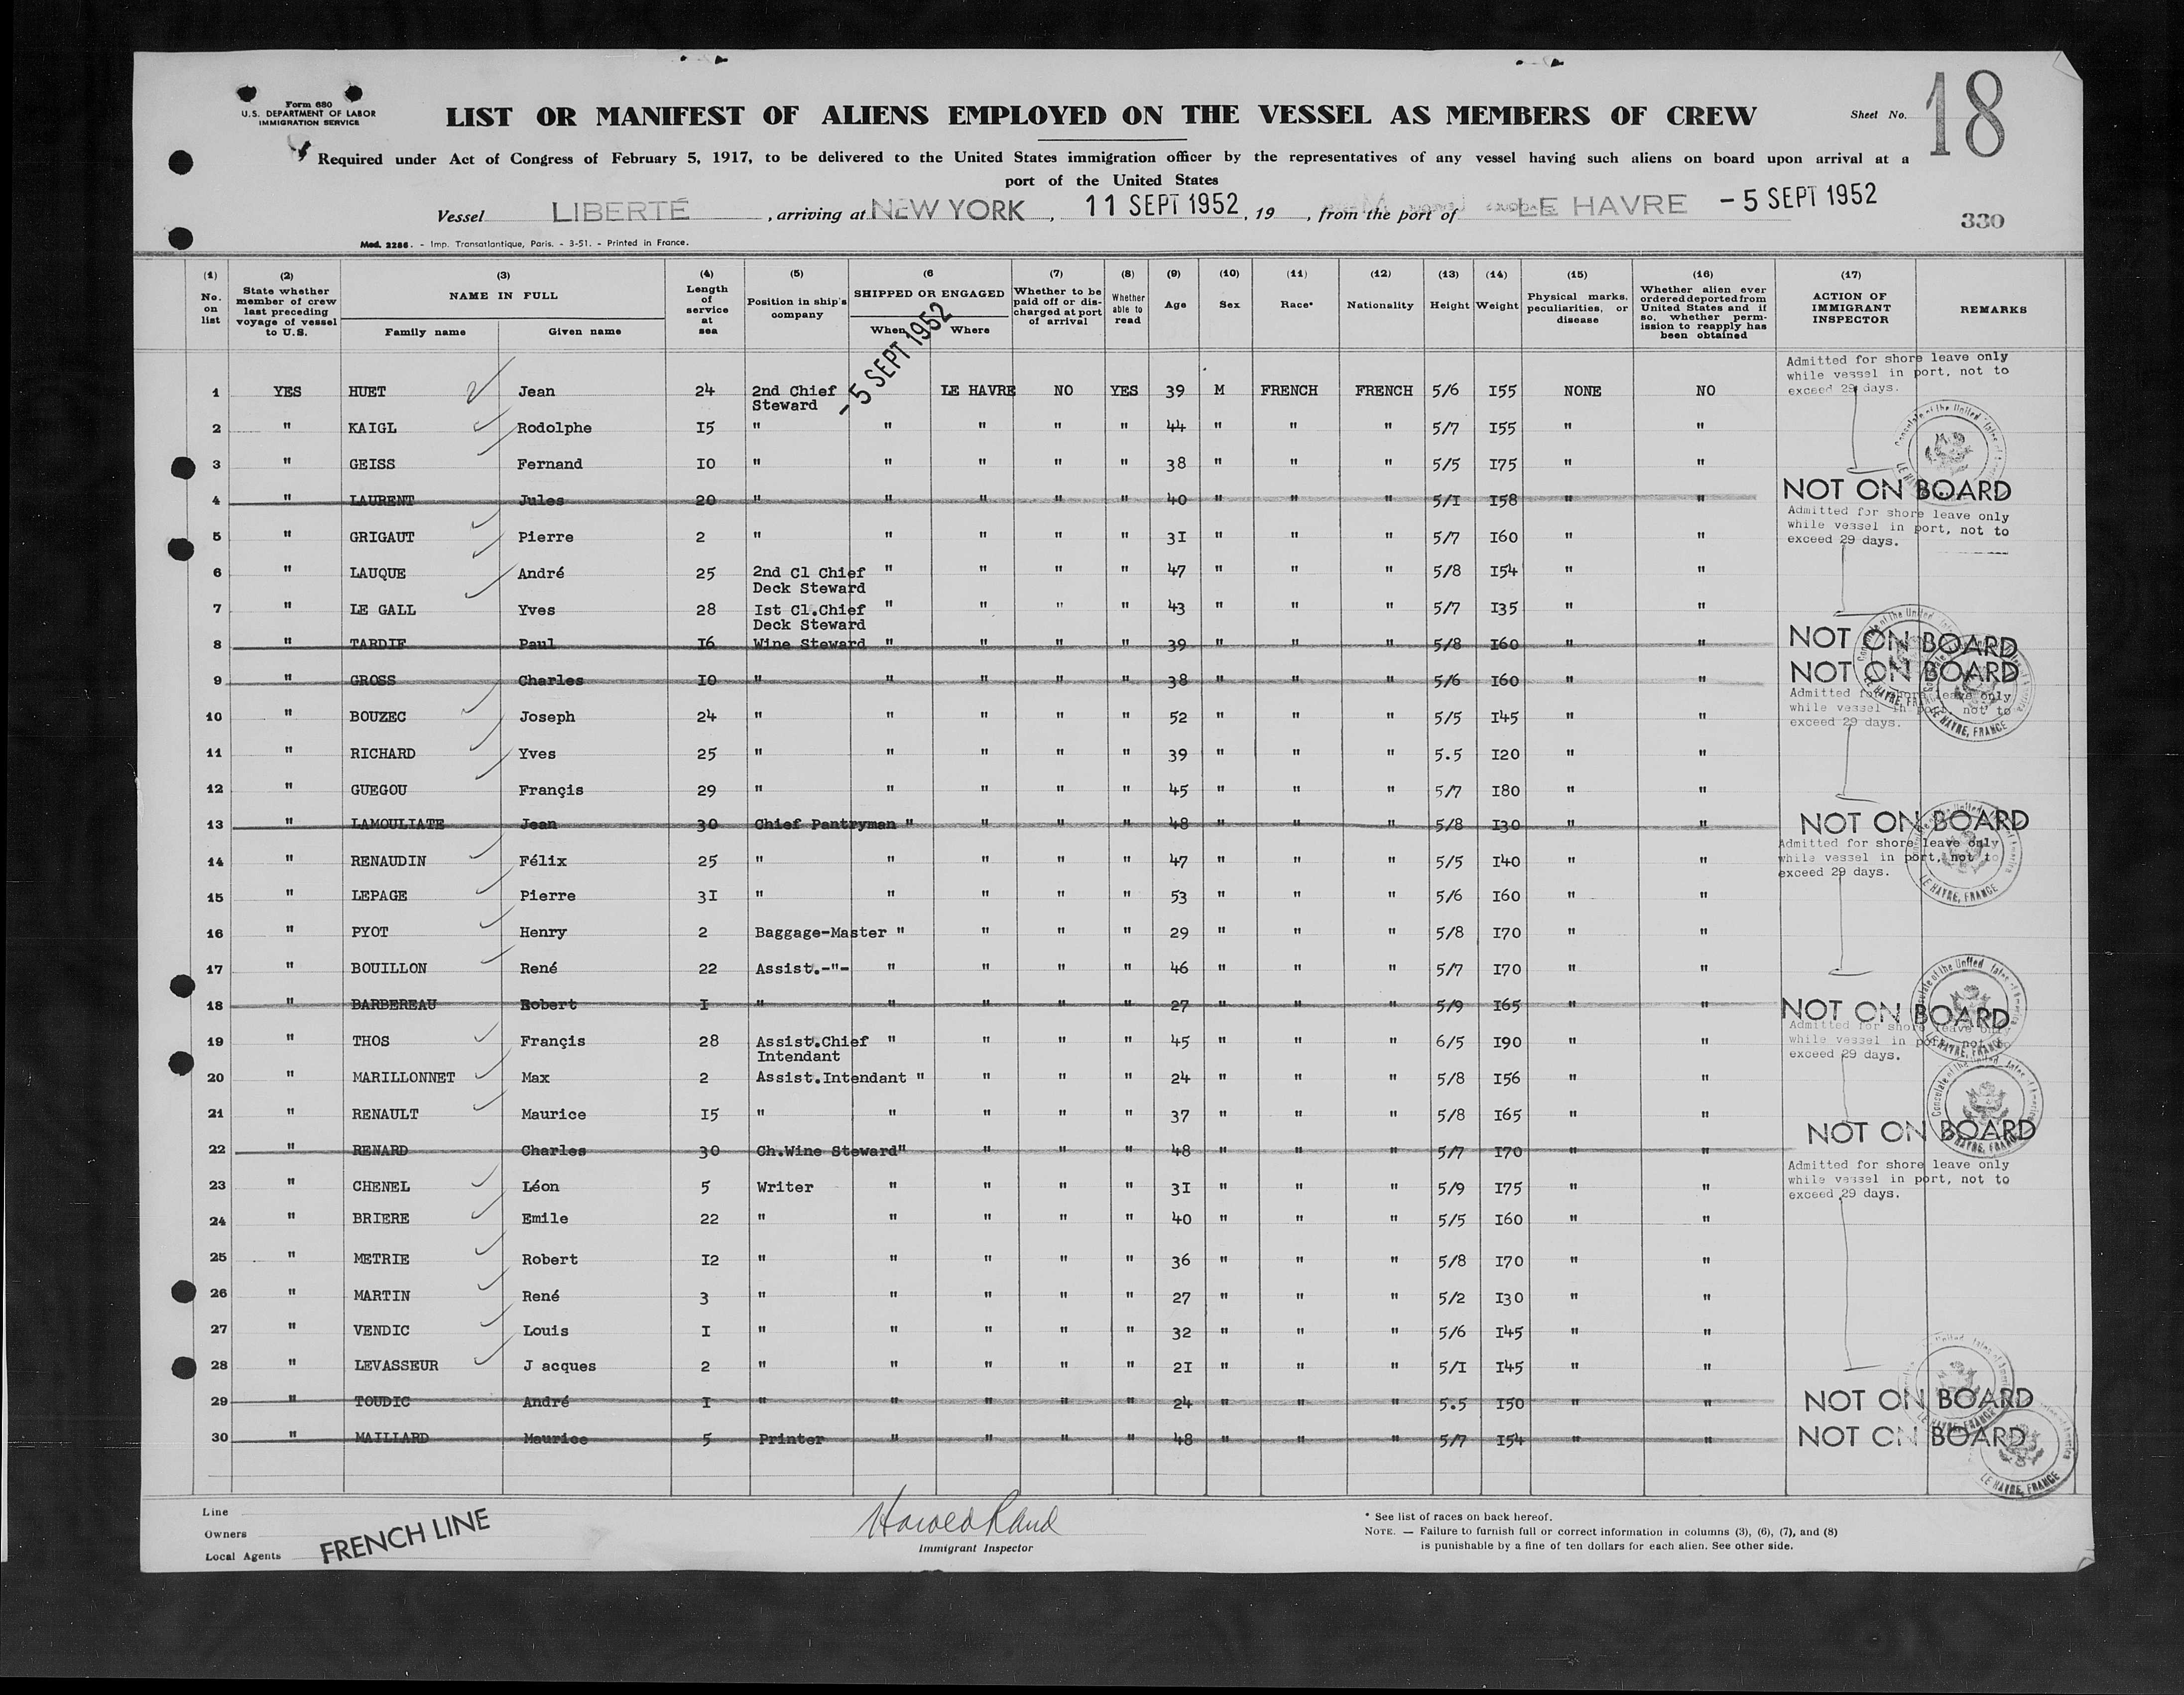 Form 680
U.S. DEPARTMENT OF LABOR
IMMIGRATION SERVICE
LIST OR MANIFEST OF ALIENS EMPLOYED ON THE VESSEL AS MEMBERS OF CREW
Sheet No. 18
Required under Act of Congress of February 5, 1917, to be delivered to the United States immigration officer by the representatives of any vessel having such aliens on board upon arrival at a
port of the United States
Vessel LIBERTÉ , arriving at NEW YORK , 11 SEPT 1952 , 19 , from the port of LE HAVRE - 5 SEPT 1952
330
Mod. 2286. - Imp. Transatlantique, Paris. - 3-51. - Printed in France.
(1) No. on list
(2) State whether member of crew last preceding voyage of vessel to U.S.
(3) NAME IN FULL Family name Given name
(4) Length of service at sea
(5) Position in ship's company
(6 SHIPPED OR ENGAGED When Where
(7) Whether to be paid off or discharged at port of arrival
(8) Whether able to read
(9) Age
(10) Sex
(11) Race*
(12) Nationality
(13) Height
(14) Weight
(15) Physical marks, peculiarities, or disease
(16) Whether alien ever ordered deported from United States and if so, whether permission to reapply has been obtained
(17) ACTION OF IMMIGRANT INSPECTOR
REMARKS
- 5 SEPT 1952
Admitted for shore leave only
while vessel in port, not to
exceed 29 days.
1 YES HUET Jean 24 2nd Chief Steward LE HAVRE NO YES 39 M FRENCH FRENCH 5/6 I55 NONE NO
2 " KAIGL Rodolphe I5 " " " " " 44 " " " 5/7 I55 " "
3 " GEISS Fernand I0 " " " " " 38 " " " 5/5 I75 " "
4 " LAURENT Jules 20 " " " " " 40 " " " 5/I I58 " " NOT ON BOARD
Admitted for shore leave only
while vessel in port, not to
exceed 29 days.
5 " GRIGAUT Pierre 2 " " " " " 3I " " " 5/7 I60 " "
6 " LAUQUE André 25 2nd Cl Chief Deck Steward " " " " 47 " " " 5/8 I54 " "
7 " LE GALL Yves 28 Ist Cl.Chief Deck Steward " " " " 43 " " " 5/7 I35 " "
8 " TARDIF Paul I6 Wine Steward " " " " 39 " " " 5/8 I60 " " NOT ON BOARD
9 " GROSS Charles I0 " " " " " 38 " " " 5/6 I60 " " NOT ON BOARD
Admitted for shore leave only
while vessel in port, not to
exceed 29 days.
10 " BOUZEC Joseph 24 " " " " " 52 " " " 5/5 I45 " "
11 " RICHARD Yves 25 " " " " " 39 " " " 5.5 I20 " "
12 " GUEGOU Françis 29 " " " " " 45 " " " 5/7 I80 " "
13 " LAMOULIATE Jean 30 Chief Pantryman " " " " 48 " " " 5/8 I30 " " NOT ON BOARD
Admitted for shore leave only
while vessel in port, not to
exceed 29 days.
14 " RENAUDIN Félix 25 " " " " " 47 " " " 5/5 I40 " "
15 " LEPAGE Pierre 3I " " " " " 53 " " " 5/6 I60 " "
16 " PYOT Henry 2 Baggage-Master " " " " 29 " " " 5/8 I70 " "
17 " BOUILLON René 22 Assist.-"- " " " " 46 " " " 5/7 I70 " "
18 " BARBEREAU Robert I " " " " " 27 " " " 5/9 I65 " " NOT ON BOARD
Admitted for shore leave only
while vessel in port, not to
exceed 29 days.
19 " THOS Françis 28 Assist.Chief Intendant " " " " 45 " " " 6/5 I90 " "
20 " MARILLONNET Max 2 Assist.Intendant " " " " 24 " " " 5/8 I56 " "
21 " RENAULT Maurice I5 " " " " " 37 " " " 5/8 I65 " "
22 " RENARD Charles 30 Ch.Wine Steward" " " " 48 " " " 5/7 I70 " " NOT ON BOARD
Admitted for shore leave only
while vessel in port, not to
exceed 29 days.
23 " CHENEL Léon 5 Writer " " " " 3I " " " 5/9 I75 " "
24 " BRIERE Emile 22 " " " " " 40 " " " 5/5 I60 " "
25 " METRIE Robert I2 " " " " " 36 " " " 5/8 I70 " "
26 " MARTIN René 3 " " " " " 27 " " " 5/2 I30 " "
27 " VENDIC Louis I " " " " " 32 " " " 5/6 I45 " "
28 " LEVASSEUR J acques 2 " " " " " 2I " " " 5/I I45 " "
29 " TOUDIC André I " " " " " 24 " " " 5.5 I50 " " NOT ON BOARD
30 " MAILLARD Maurice 5 Printer " " " " 48 " " " 5/7 I54 " " NOT ON BOARD
Consulate of the United States of America
LE HAVRE, FRANCE
Line
Owners
Local Agents
FRENCH LINE
Harold Rand
Immigrant Inspector
* See list of races on back hereof.
NOTE. — Failure to furnish full or correct information in columns (3), (6), (7), and (8)
is punishable by a fine of ten dollars for each alien. See other side.